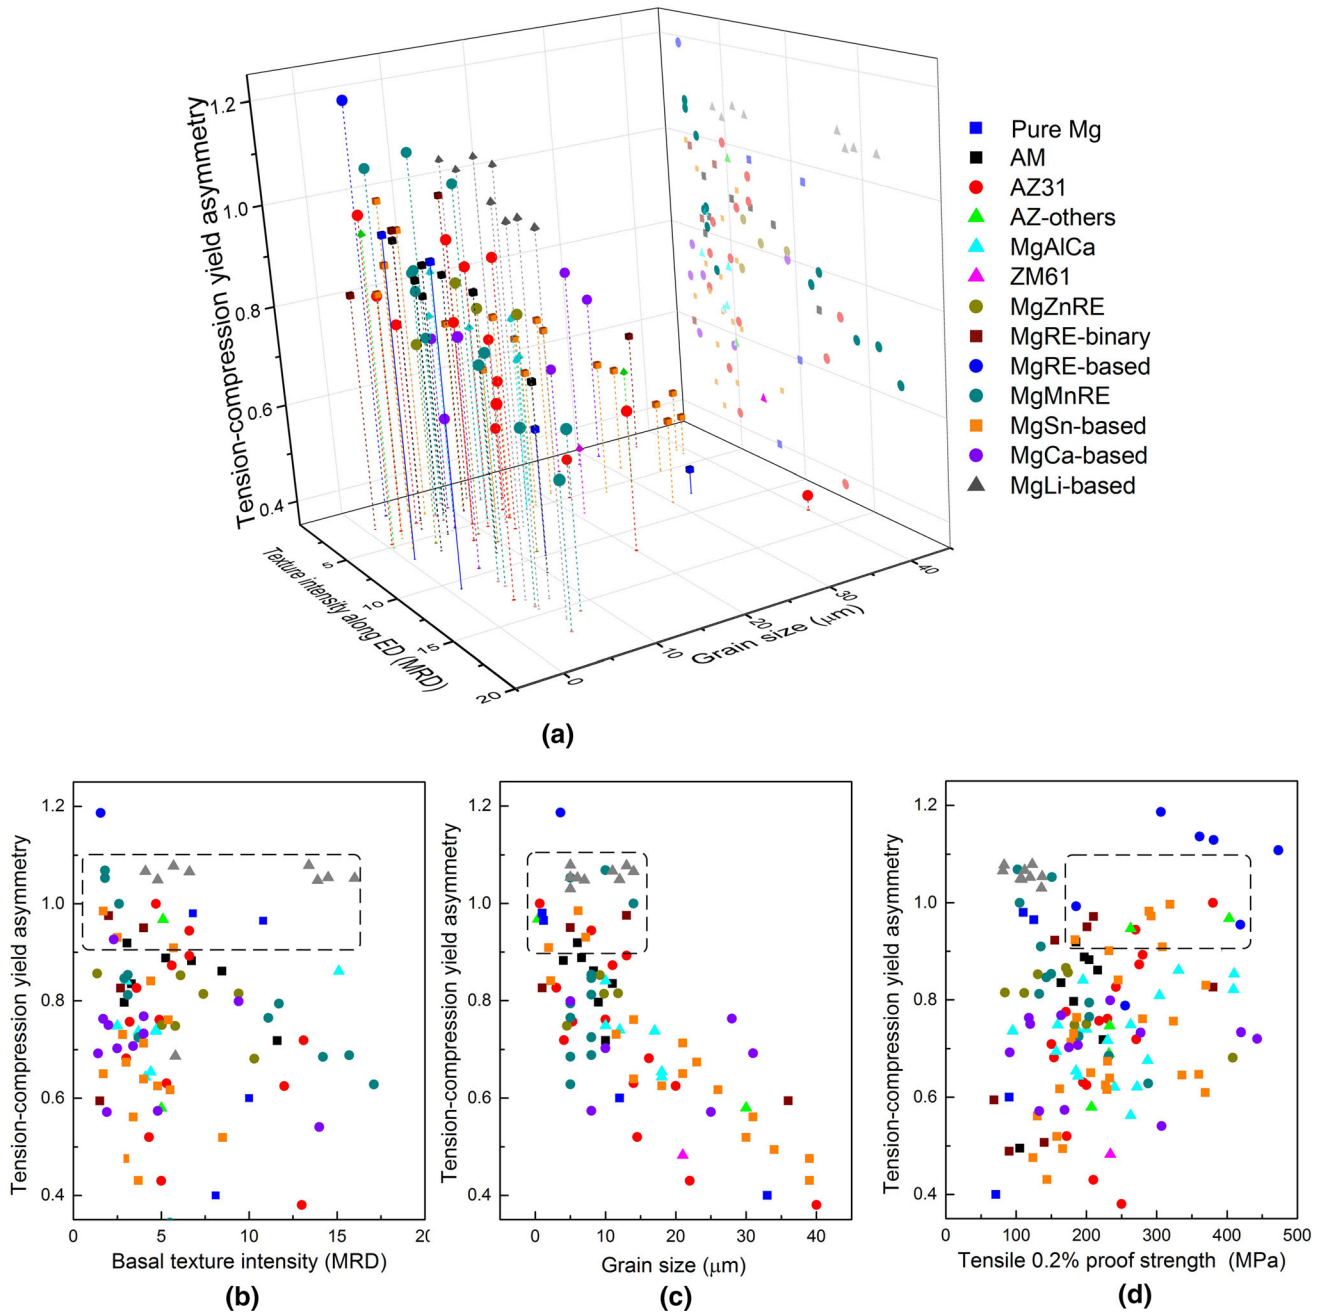 Tension-compression yield asymmetry
1.2
1.0
0.8
0.6
0.4
Texture intensity along ED (MRD)
5
10
15
20
Grain size (μm)
0
10
20
30
40
Pure Mg
AM
AZ31
AZ-others
MgAlCa
ZM61
MgZnRE
MgRE-binary
MgRE-based
MgMnRE
MgSn-based
MgCa-based
MgLi-based
(a)
Tension-compression yield asymmetry
1.2
1.0
0.8
0.6
0.4
0 5 10 15 20
Basal texture intensity (MRD)
(b)
Tension-compression yield asymmetry
1.2
1.0
0.8
0.6
0.4
0 10 20 30 40
Grain size (μm)
(c)
Tension-compression yield asymmetry
1.2
1.0
0.8
0.6
0.4
0 100 200 300 400 500
Tensile 0.2% proof strength (MPa)
(d)